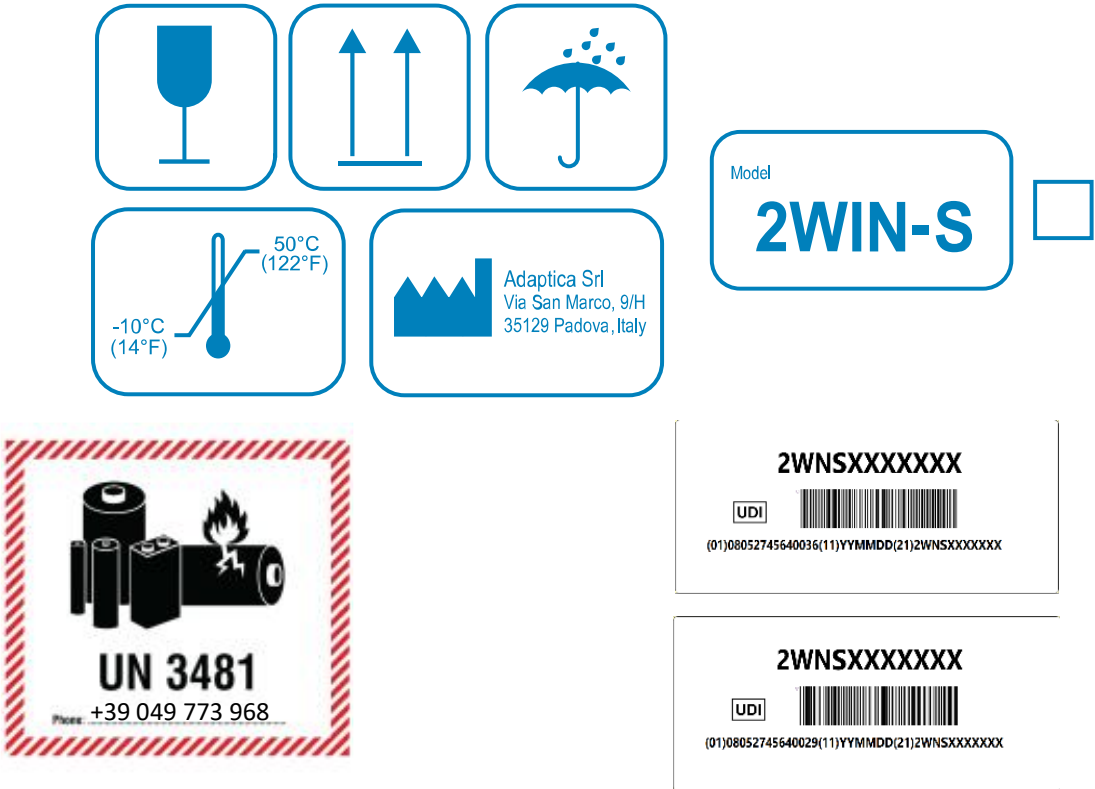 Model
2WIN-S
50°C
(122°F)
-10°C
(14°F)
Adaptica Srl
Via San Marco, 9/H
35129 Padova, Italy
UN 3481
Phone: +39 049 773 968
2WNSXXXXXXX
UDI
(01)08052745640036(11)YYMMDD(21)2WNSXXXXXXX
2WNSXXXXXXX
UDI
(01)08052745640029(11)YYMMDD(21)2WNSXXXXXXX